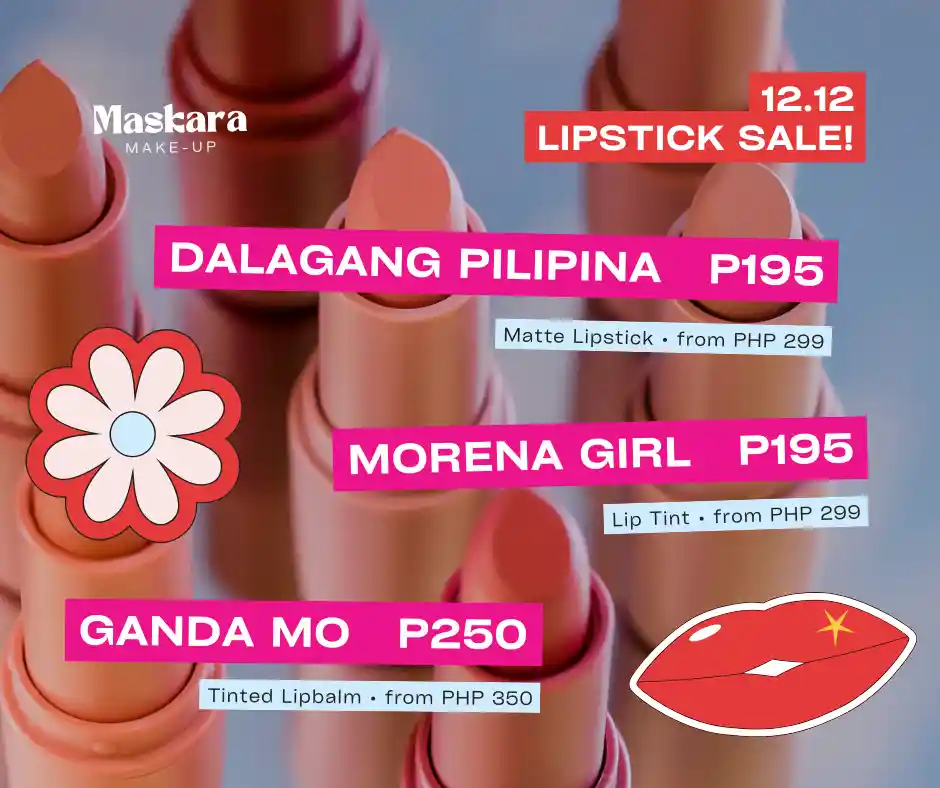 Maskara
MAKE-UP
12.12
LIPSTICK SALE!
DALAGANG PILIPINA P195
Matte Lipstick • from PHP 299
MORENA GIRL P195
Lip Tint • from PHP 299
GANDA MO P250
Tinted Lipbalm • from PHP 350